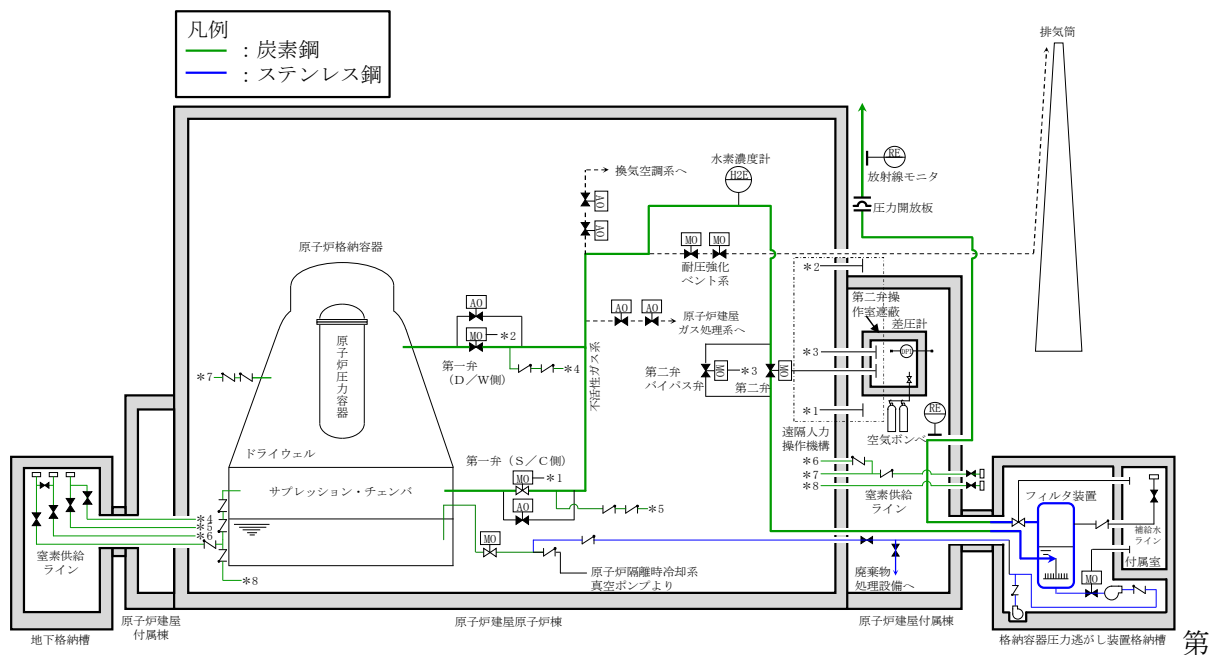 凡例
：炭素鋼
：ステンレス鋼
排気筒
水素濃度計
H2E
RE
放射線モニタ
圧力開放板
換気空調系へ
AO
AO
原子炉格納容器
MO
MO
耐圧強化
ベント系
＊2
第二弁操
作室遮蔽
差圧計
DPI
AO
MO
＊2
AO
AO
原子炉建屋
ガス処理系へ
不活性ガス系
原子炉圧力容器
第一弁
（Ｄ／Ｗ側）
＊4
＊7
第二弁
バイパス弁
MO
＊3
第二弁
MO
＊3
＊1
遠隔人力
操作機構
空気ボンベ
RE
ドライウェル
第一弁（Ｓ／Ｃ側）
MO
＊1
AO
サプレッション・チェンバ
＊5
＊6
＊7
＊8
窒素供給
ライン
フィルタ装置
補給水
ライン
付属室
MO
＊4
＊5
＊6
窒素供給
ライン
＊8
MO
原子炉隔離時冷却系
真空ポンプより
廃棄物
処理設備へ
地下格納槽
原子炉建屋
付属棟
原子炉建屋原子炉棟
原子炉建屋付属棟
格納容器圧力逃がし装置格納槽
第